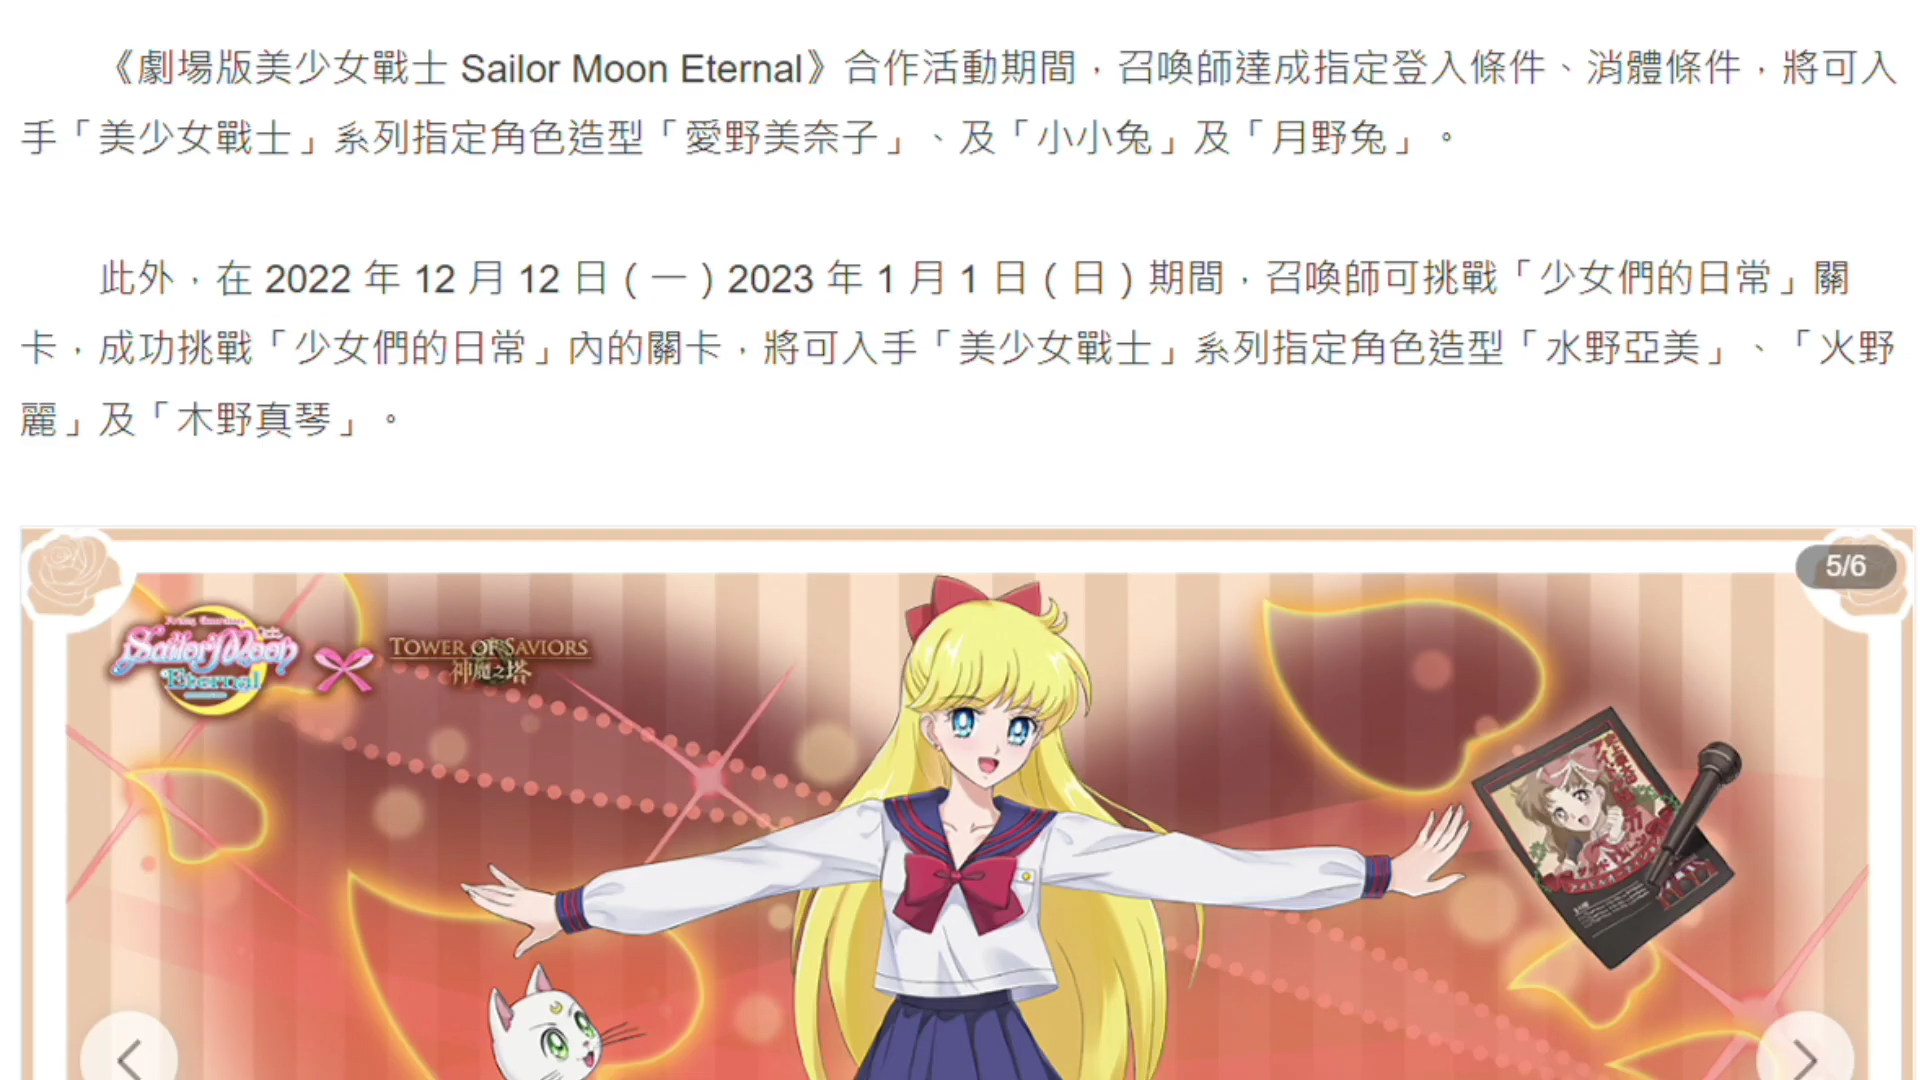 《劇場版美少女戰士 Sailor Moon Eternal》合作活動期間，召喚師達成指定登入條件、消體條件，將可入
手「美少女戰士」系列指定角色造型「愛野美奈子」、及「小小兔」及「月野兔」。
此外，在 2022 年 12 月 12 日 ( 一 ) 2023 年 1 月 1 日 ( 日 ) 期間，召喚師可挑戰「少女們的日常」關
卡，成功挑戰「少女們的日常」內的關卡，將可入手「美少女戰士」系列指定角色造型「水野亞美」、「火野
麗」及「木野真琴」。
5/6
Sailor Moon
Eternal
TOWER OF SAVIORS
神魔之塔